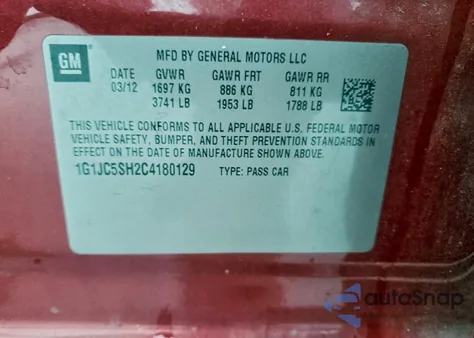 GM
MFD BY GENERAL MOTORS LLC
DATE GVWR GAWR FRT GAWR RR
03/12 1697 KG 886 KG 811 KG
3741 LB 1953 LB 1788 LB
THIS VEHICLE CONFORMS TO ALL APPLICABLE U.S. FEDERAL MOTOR
VEHICLE SAFETY, BUMPER, AND THEFT PREVENTION STANDARDS IN
EFFECT ON THE DATE OF MANUFACTURE SHOWN ABOVE.
1G1JC5SH2C4180129 TYPE: PASS CAR
autoSnap